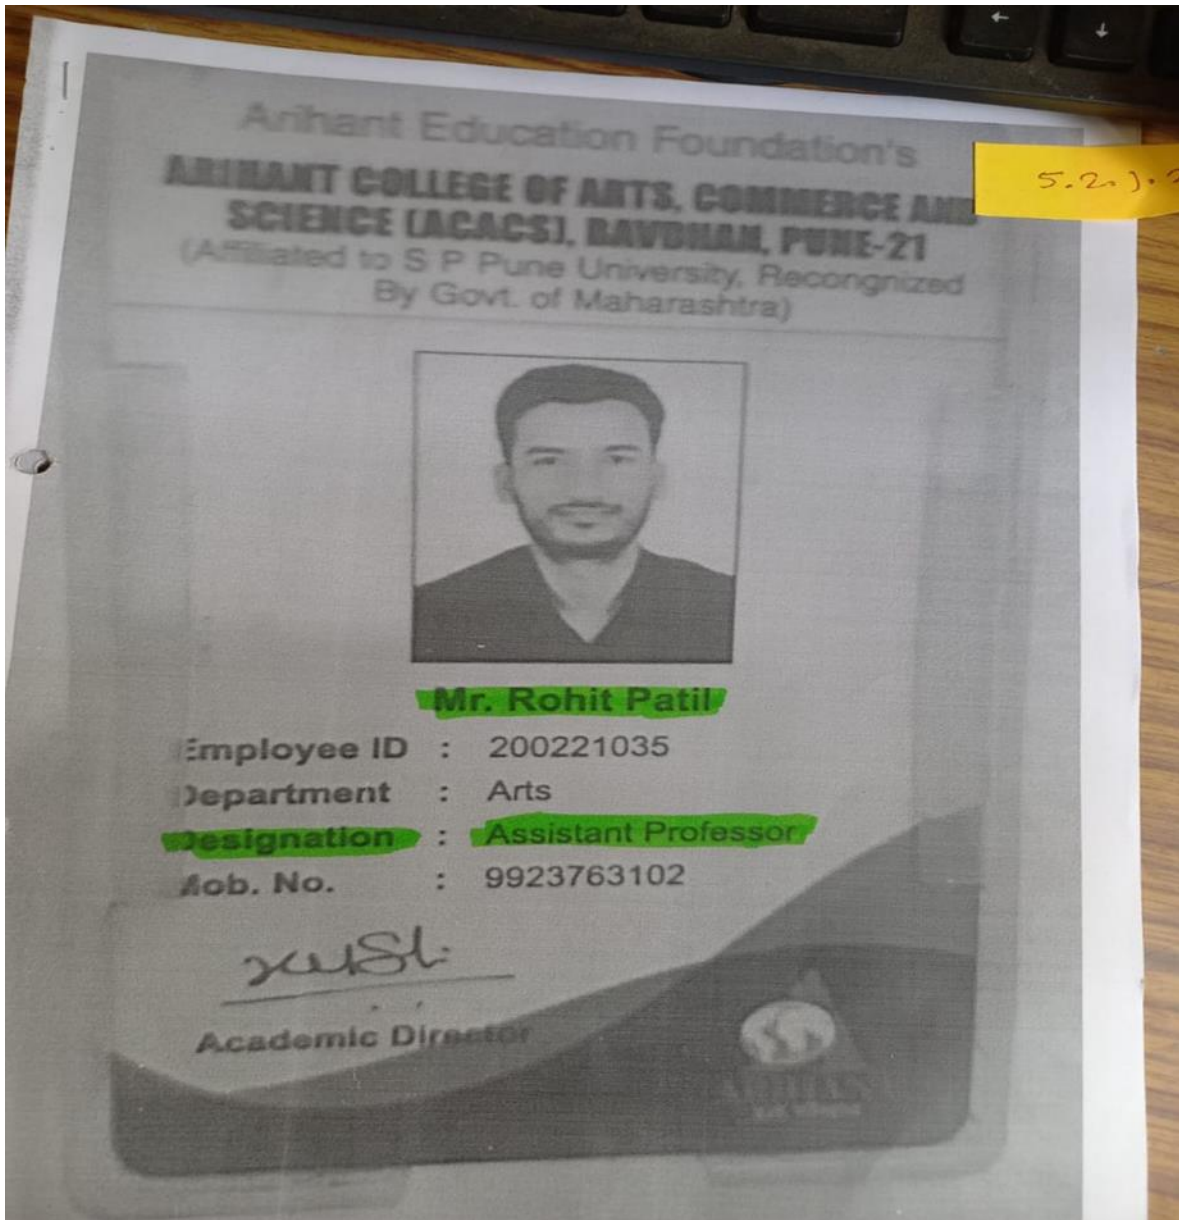 Arihant Education Foundation's
ARIHANT COLLEGE OF ARTS, COMMERCE AND
SCIENCE (ACACS), BAVDHAN, PUNE-21
(Affiliated to S P Pune University, Recongnized
By Govt. of Maharashtra)
Mr. Rohit Patil
Employee ID : 200221035
Department : Arts
Designation : Assistant Professor
Mob. No. : 9923763102
Academic Director